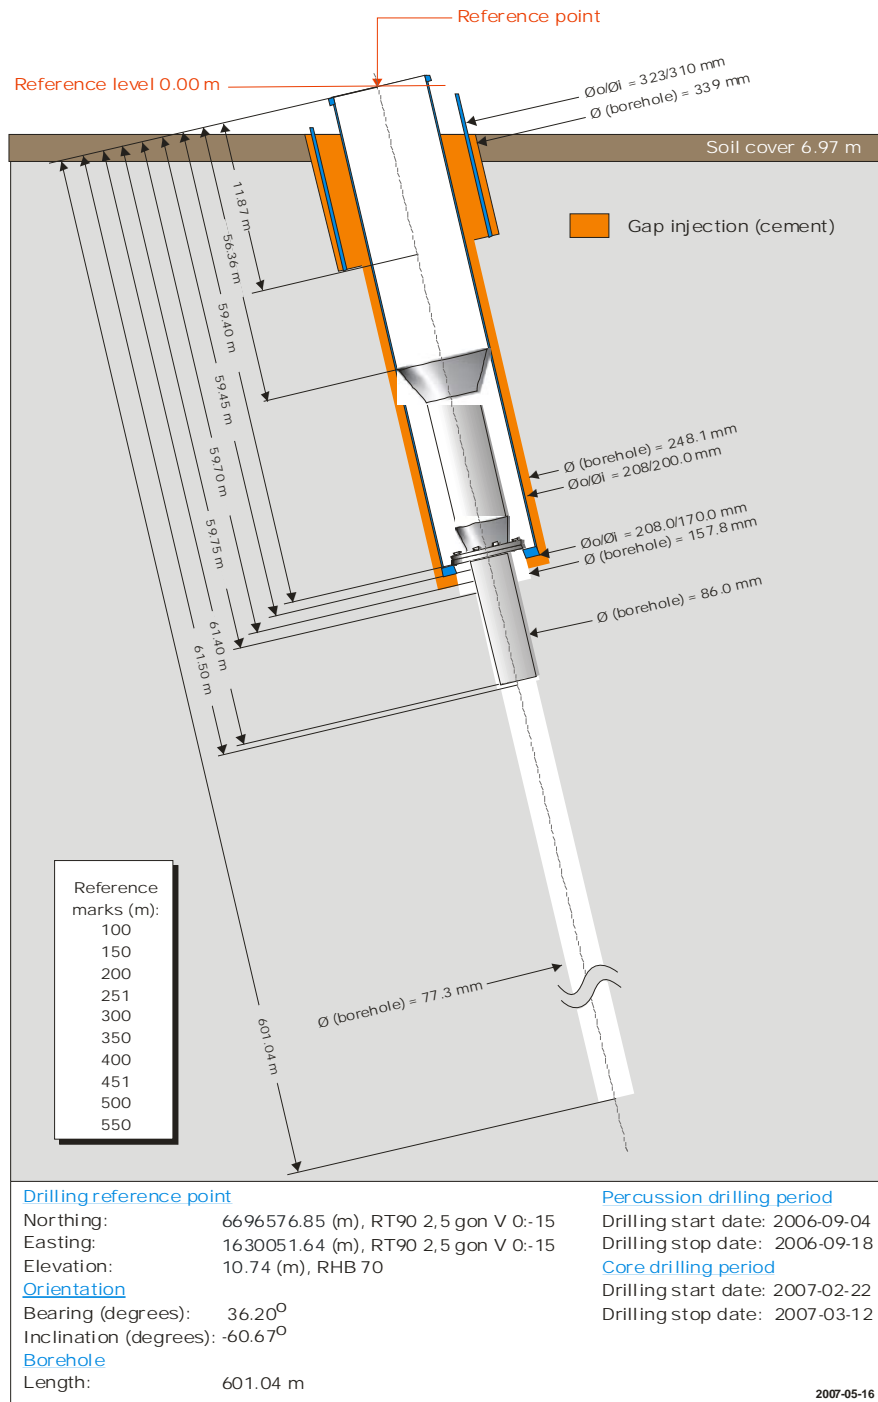 Reference point
Reference level 0.00 m
Øo/Øi = 323/310 mm
Ø (borehole) = 339 mm
Soil cover 6.97 m
Gap injection (cement)
11.87 m
56.36 m
59.40 m
59.45 m
59.70 m
59.75 m
61.40 m
61.50 m
Ø (borehole) = 248.1 mm
Øo/Øi = 208/200.0 mm
Øo/Øi = 208.0/170.0 mm
Ø (borehole) = 157.8 mm
Ø (borehole) = 86.0 mm
Reference
marks (m):
100
150
200
251
300
350
400
451
500
550
Ø (borehole) = 77.3 mm
601.04 m
Drilling reference point
Northing: 6696576.85 (m), RT90 2,5 gon V 0:-15
Easting: 1630051.64 (m), RT90 2,5 gon V 0:-15
Elevation: 10.74 (m), RHB 70
Orientation
Bearing (degrees): 36.20°
Inclination (degrees): -60.67°
Borehole
Length: 601.04 m
Percussion drilling period
Drilling start date: 2006-09-04
Drilling stop date: 2006-09-18
Core drilling period
Drilling start date: 2007-02-22
Drilling stop date: 2007-03-12
2007-05-16